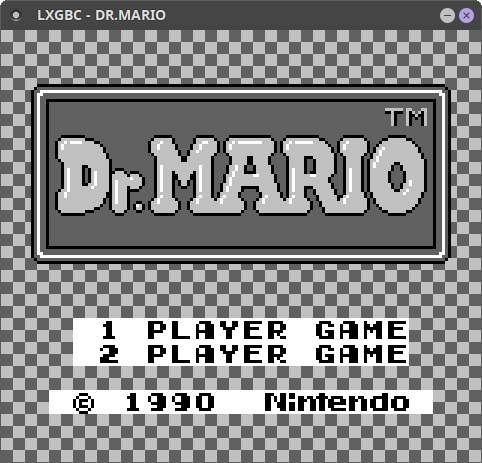 LXGBC - DR.MARIO
TM
Dr.MARIO
1 PLAYER GAME
2 PLAYER GAME
© 1990 Nintendo